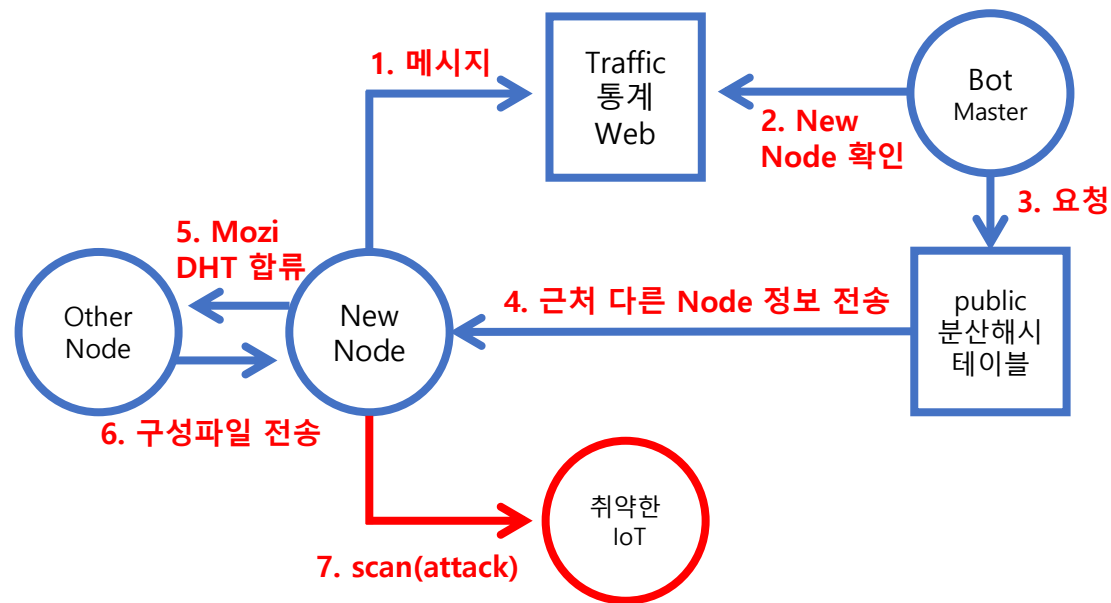 1. 메시지
Traffic
통계
Web
Bot
Master
2. New
Node 확인
3. 요청
5. Mozi
DHT 합류
Other
Node
New
Node
4. 근처 다른 Node 정보 전송
public
분산해시
테이블
6. 구성파일 전송
취약한
IoT
7. scan(attack)